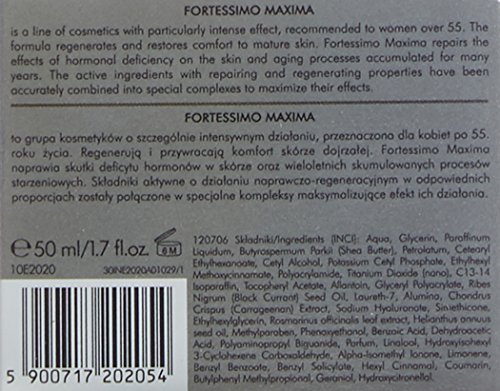 FORTESSIMO MAXIMA
is a line of cosmetics with particularly intense effect, recommended to women over 55. The
formula regenerates and restores comfort to mature skin. Fortessimo Maxima repairs the
effects of hormonal deficiency on the skin and aging processes accumulated for many
years. The active ingredients with repairing and regenerating properties have been
accurately combined into special complexes to maximize their effects.
FORTESSIMO MAXIMA
to grupa kosmetyków o szczególnie intensywnym działaniu, przeznaczona dla kobiet po 55.
roku życia. Regenerują i przywracają komfort skórze dojrzałej. Fortessimo Maxima
naprawia skutki deficytu hormonów w skórze oraz wieloletnich skumulowanych procesów
starzeniowych. Składniki aktywne o działaniu naprawczo-regeneracyjnym w odpowiednich
proporcjach zostały połączone w specjalne kompleksy maksymalizujące efekt ich działania.
℮ 50 ml/1.7 fl.oz. 6M
10E2020 30INE2020A01029/1
5 900717 202054
120706 Składniki/Ingredients (INCI): Aqua, Glycerin, Paraffinum
Liquidum, Butyrospermum Parkii (Shea Butter), Petrolatum, Cetearyl
Ethylhexanoate, Cetyl Alcohol, Potassium Cetyl Phosphate, Ethylhexyl
Methoxycinnamate, Polyacrylamide, Titanium Dioxide (nano), C13-14
Isoparaffin, Tocopheryl Acetate, Allantoin, Glyceryl Polyacrylate, Ribes
Nigrum (Black Currant) Seed Oil, Laureth-7, Alumina, Chondrus
Crispus (Carrageenan) Extract, Sodium Hyaluronate, Simethicone,
Ethylhexylglycerin, Rosmarinus officinalis leaf extract, Helianthus annuus
seed oil, Methylparaben, Phenoxyethanol, Benzoic Acid, Dehydroacetic
Acid, Polyaminopropyl Biguanide, Parfum, Linalool, Hydroxyisohexyl
3-Cyclohexene Carboxaldehyde, Alpha-Isomethyl Ionone, Limonene,
Benzyl Benzoate, Benzyl Salicylate, Hexyl Cinnamal, Coumarin,
Butylphenyl Methylpropional, Geraniol, Hydroxycitronellal.